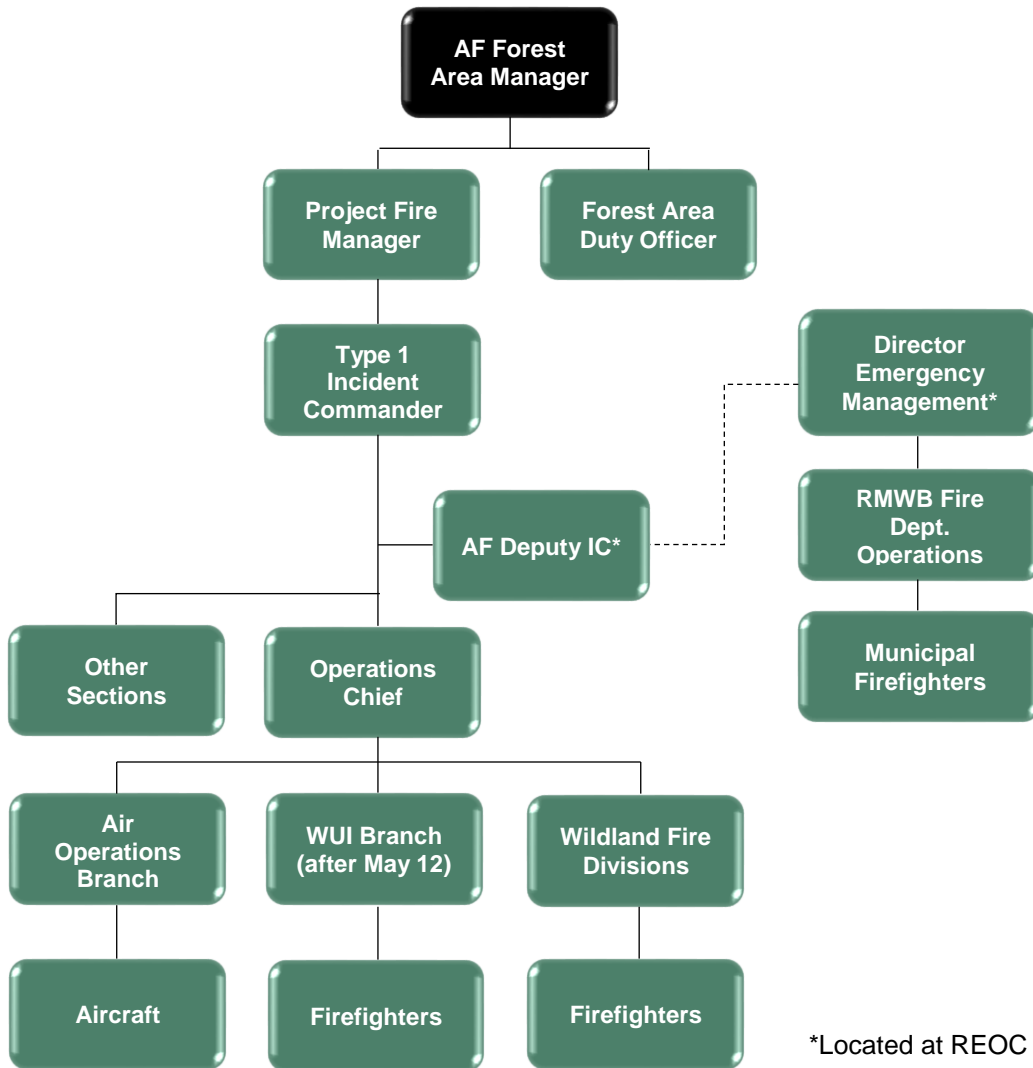 AF Forest
Area Manager
Project Fire
Manager
Forest Area
Duty Officer
Type 1
Incident
Commander
Director
Emergency
Management*
AF Deputy IC*
RMWB Fire
Dept.
Operations
Other
Sections
Operations
Chief
Municipal
Firefighters
Air
Operations
Branch
WUI Branch
(after May 12)
Wildland Fire
Divisions
Aircraft
Firefighters
Firefighters
*Located at REOC